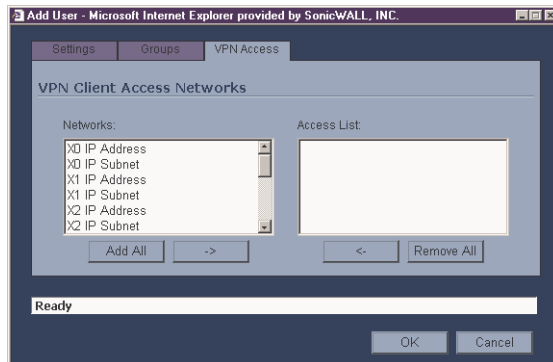 Add User - Microsoft Internet Explorer provided by SonicWALL, INC.
Settings Groups VPN Access
VPN Client Access Networks
Networks: Access List:
X0 IP Address
X0 IP Subnet
X1 IP Address
X1 IP Subnet
X2 IP Address
X2 IP Subnet
Add All -> <- Remove All
Ready
OK Cancel